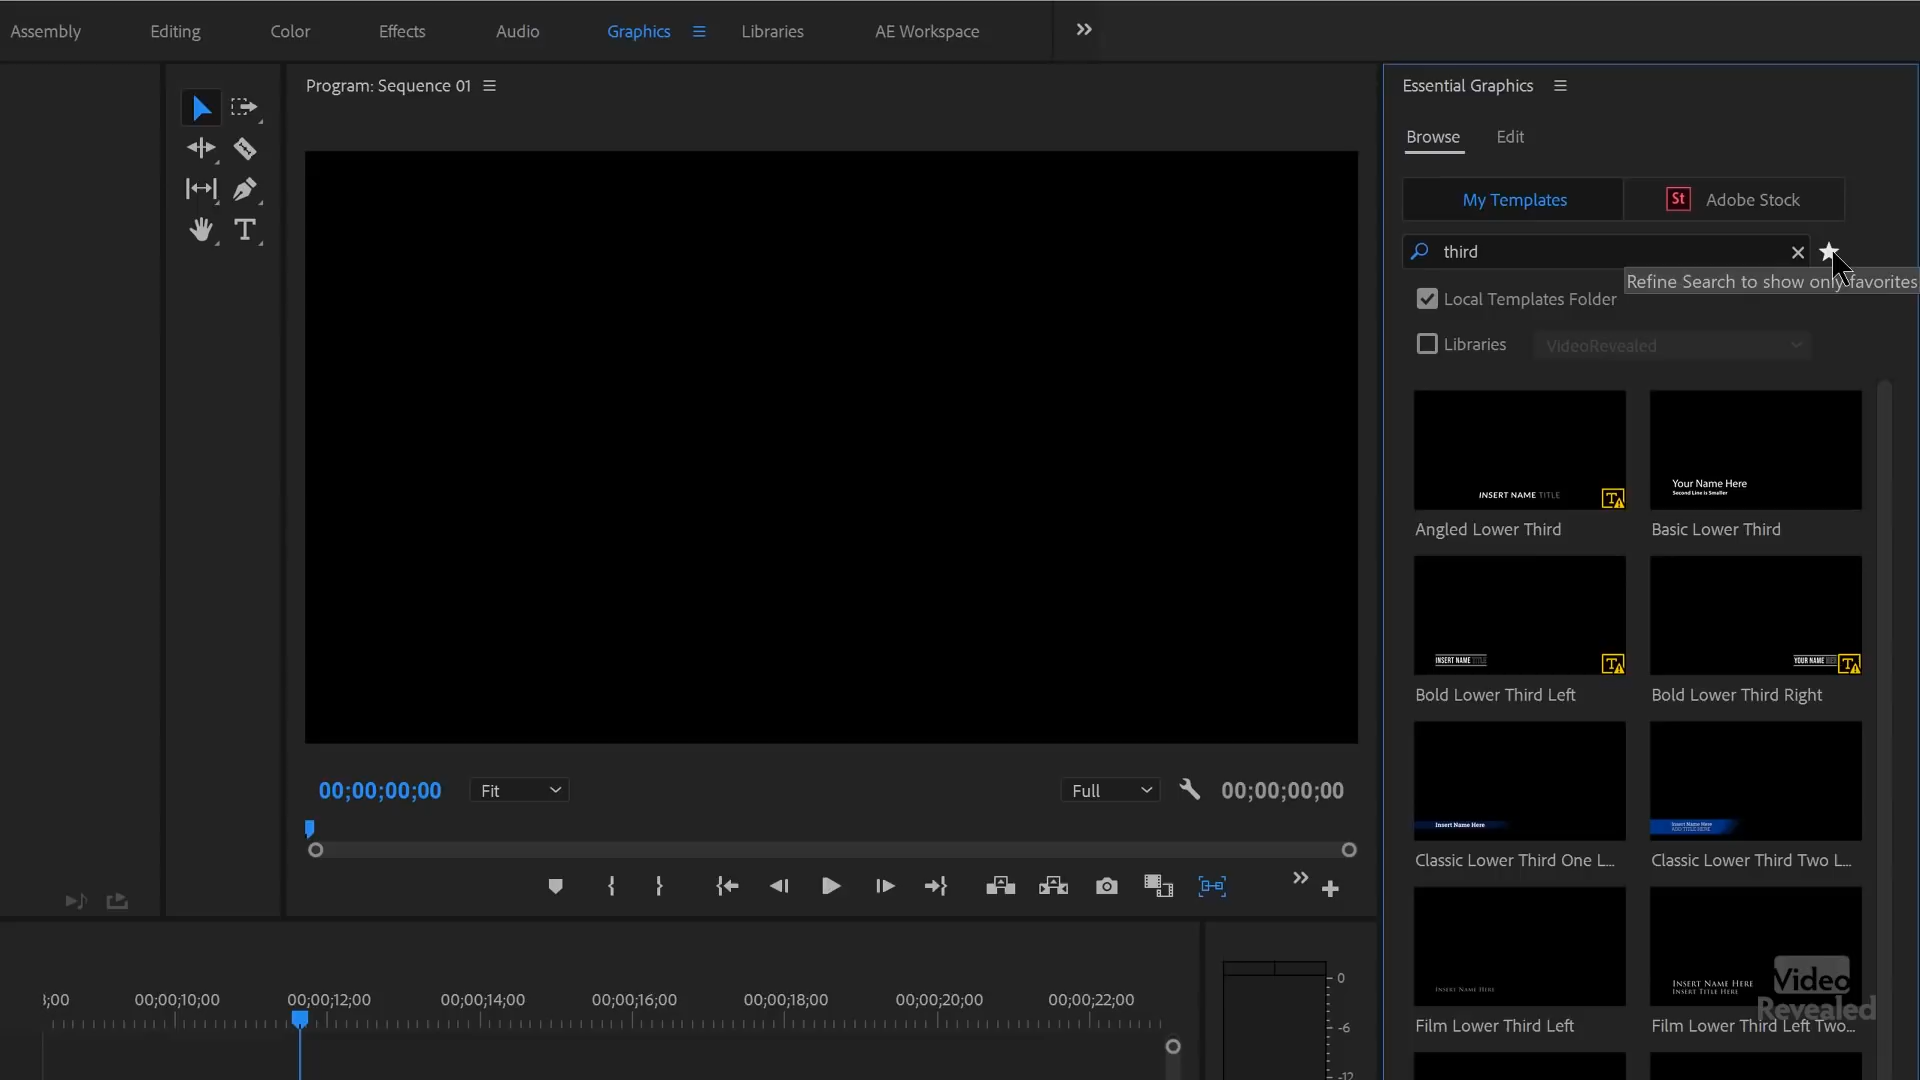 Assembly
Editing
Color
Effects
Audio
Graphics
Libraries
AE Workspace
Program: Sequence 01
Essential Graphics
Browse
Edit
My Templates
St
Adobe Stock
third
Refine Search to show only favorites
Local Templates Folder
Libraries
VideoRevealed
INSERT NAME TITLE
Your Name Here
Second Line is Smaller
Angled Lower Third
Basic Lower Third
INSERT NAME TITLE
YOUR NAME
Bold Lower Third Left
Bold Lower Third Right
Insert Name Here
Insert Name Here
ADD TITLE HERE
Classic Lower Third One L...
Classic Lower Third Two L...
INSERT NAME HERE
INSERT NAME HERE
INSERT TITLE HERE
Film Lower Third Left
Film Lower Third Left Two...
Video
Revealed
00;00;00;00
Fit
Full
00;00;00;00
;00
00;00;10;00
00;00;12;00
00;00;14;00
00;00;16;00
00;00;18;00
00;00;20;00
00;00;22;00
0
-6
-12